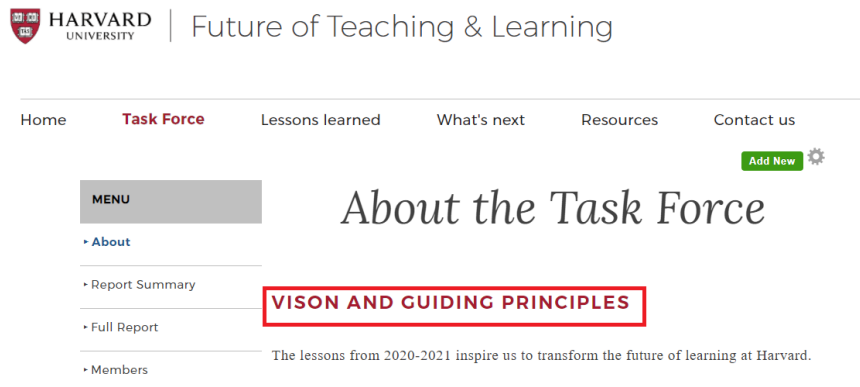 HARVARD
UNIVERSITY
Future of Teaching & Learning
Home Task Force Lessons learned What's next Resources Contact us
Add New
MENU
About the Task Force
About
Report Summary
VISON AND GUIDING PRINCIPLES
Full Report
The lessons from 2020-2021 inspire us to transform the future of learning at Harvard.
Members